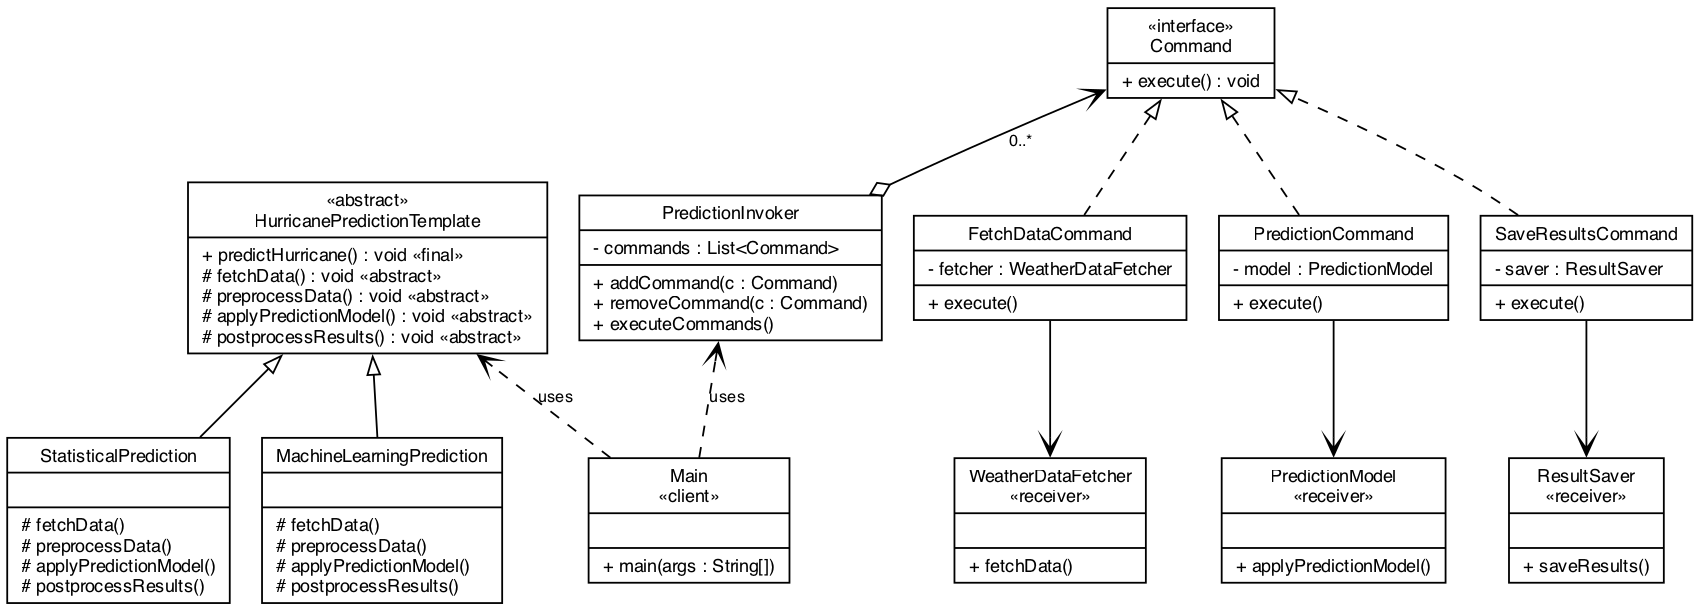 «interface»
Command
+ execute() : void
0..*
«abstract»
HurricanePredictionTemplate
+ predictHurricane() : void «final»
# fetchData() : void «abstract»
# preprocessData() : void «abstract»
# applyPredictionModel() : void «abstract»
# postprocessResults() : void «abstract»
PredictionInvoker
- commands : List<Command>
+ addCommand(c : Command)
+ removeCommand(c : Command)
+ executeCommands()
FetchDataCommand
- fetcher : WeatherDataFetcher
+ execute()
PredictionCommand
- model : PredictionModel
+ execute()
SaveResultsCommand
- saver : ResultSaver
+ execute()
uses
uses
StatisticalPrediction
# fetchData()
# preprocessData()
# applyPredictionModel()
# postprocessResults()
MachineLearningPrediction
# fetchData()
# preprocessData()
# applyPredictionModel()
# postprocessResults()
Main
«client»
+ main(args : String[])
WeatherDataFetcher
«receiver»
+ fetchData()
PredictionModel
«receiver»
+ applyPredictionModel()
ResultSaver
«receiver»
+ saveResults()